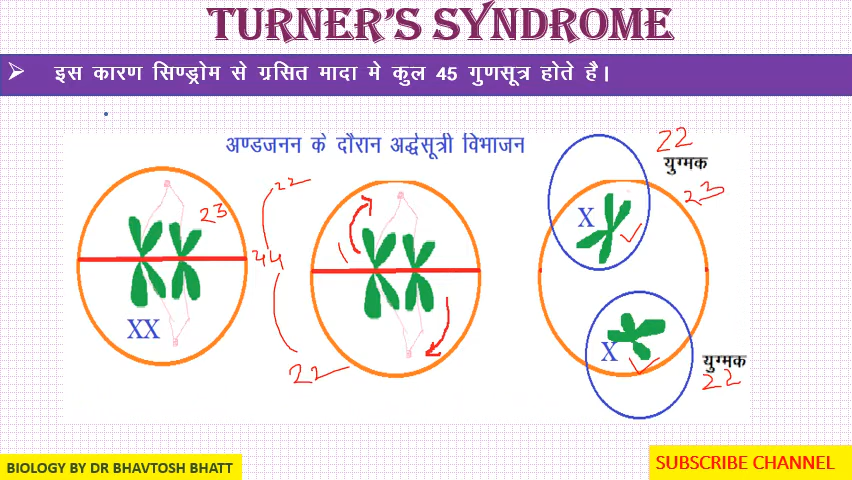 TURNER'S SYNDROME
➢ इस कारण सिण्ड्रोम से ग्रसित मादा मे कुल 45 गुणसूत्र होते है।
अण्डजनन के दौरान अर्द्धसूत्री विभाजन
22
युग्मक
23
22
23
44
1
X
XX
X
22
युग्मक
22
BIOLOGY BY DR BHAVTOSH BHATT
SUBSCRIBE CHANNEL